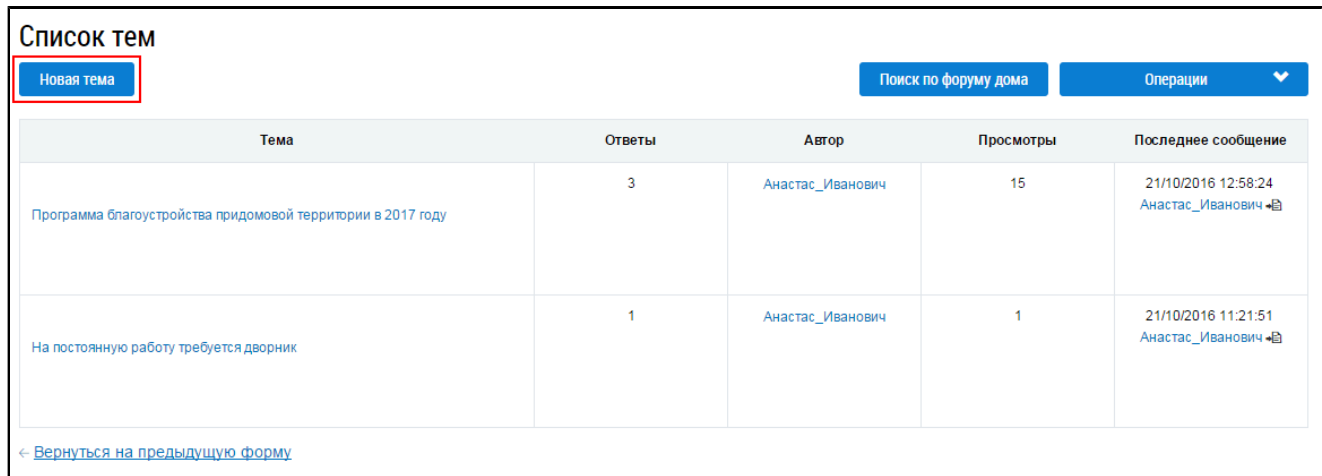 Список тем
Новая тема Поиск по форуму дома Операции
Тема Ответы Автор Просмотры Последнее сообщение
Программа благоустройства придомовой территории в 2017 году 3 Анастас_Иванович 15 21/10/2016 12:58:24
Анастас_Иванович
На постоянную работу требуется дворник 1 Анастас_Иванович 1 21/10/2016 11:21:51
Анастас_Иванович
← Вернуться на предыдущую форму